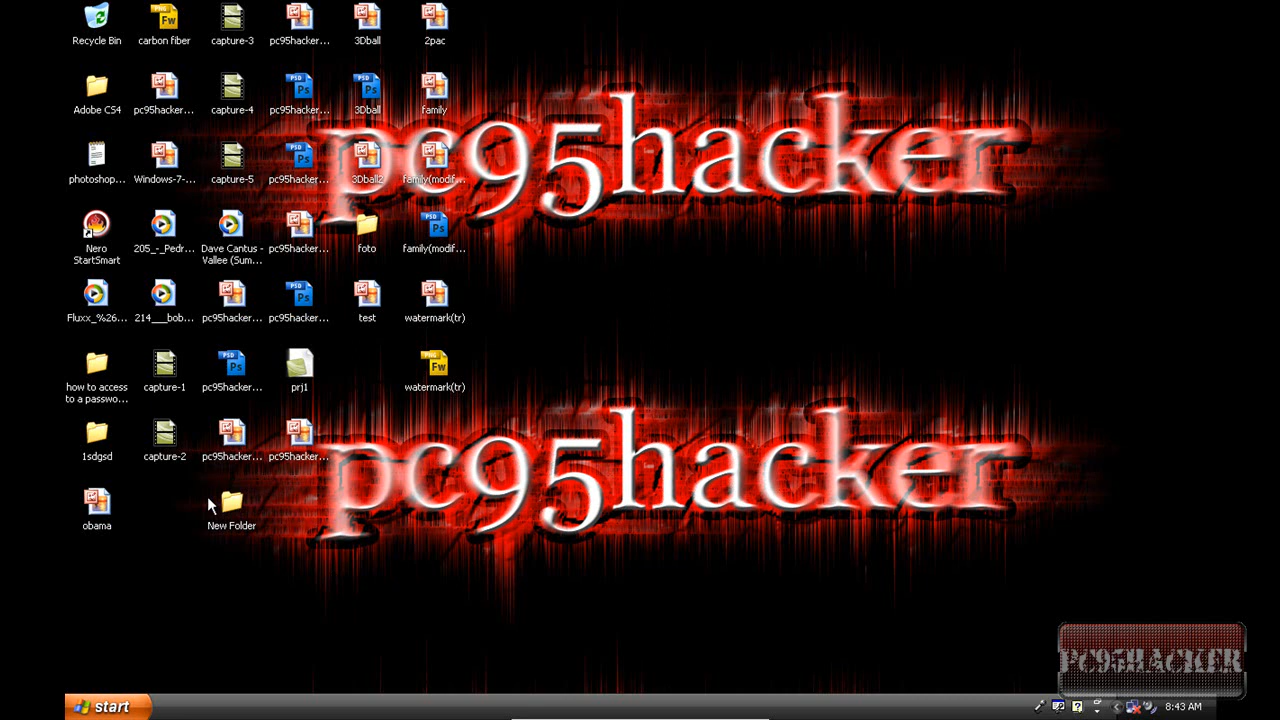 Recycle Bin
carbon fiber
capture-3
pc95hacker...
3Dball
2pac
Adobe CS4
pc95hacker...
capture-4
pc95hacker...
3Dball
family
photoshop...
Windows-7-...
capture-5
pc95hacker...
3Dball2
family(modif...
Nero StartSmart
205_-_Pedr...
Dave Cantus - Vallee (Sum...
pc95hacker...
foto
family(modif...
Fluxx_%26...
214___bob...
pc95hacker...
pc95hacker...
test
watermark(tr)
how to access to a passwo...
capture-1
pc95hacker...
prj1
watermark(tr)
1sdgsd
capture-2
pc95hacker...
pc95hacker...
obama
New Folder
pc95hacker
pc95hacker
PC95HACKER
start
8:43 AM